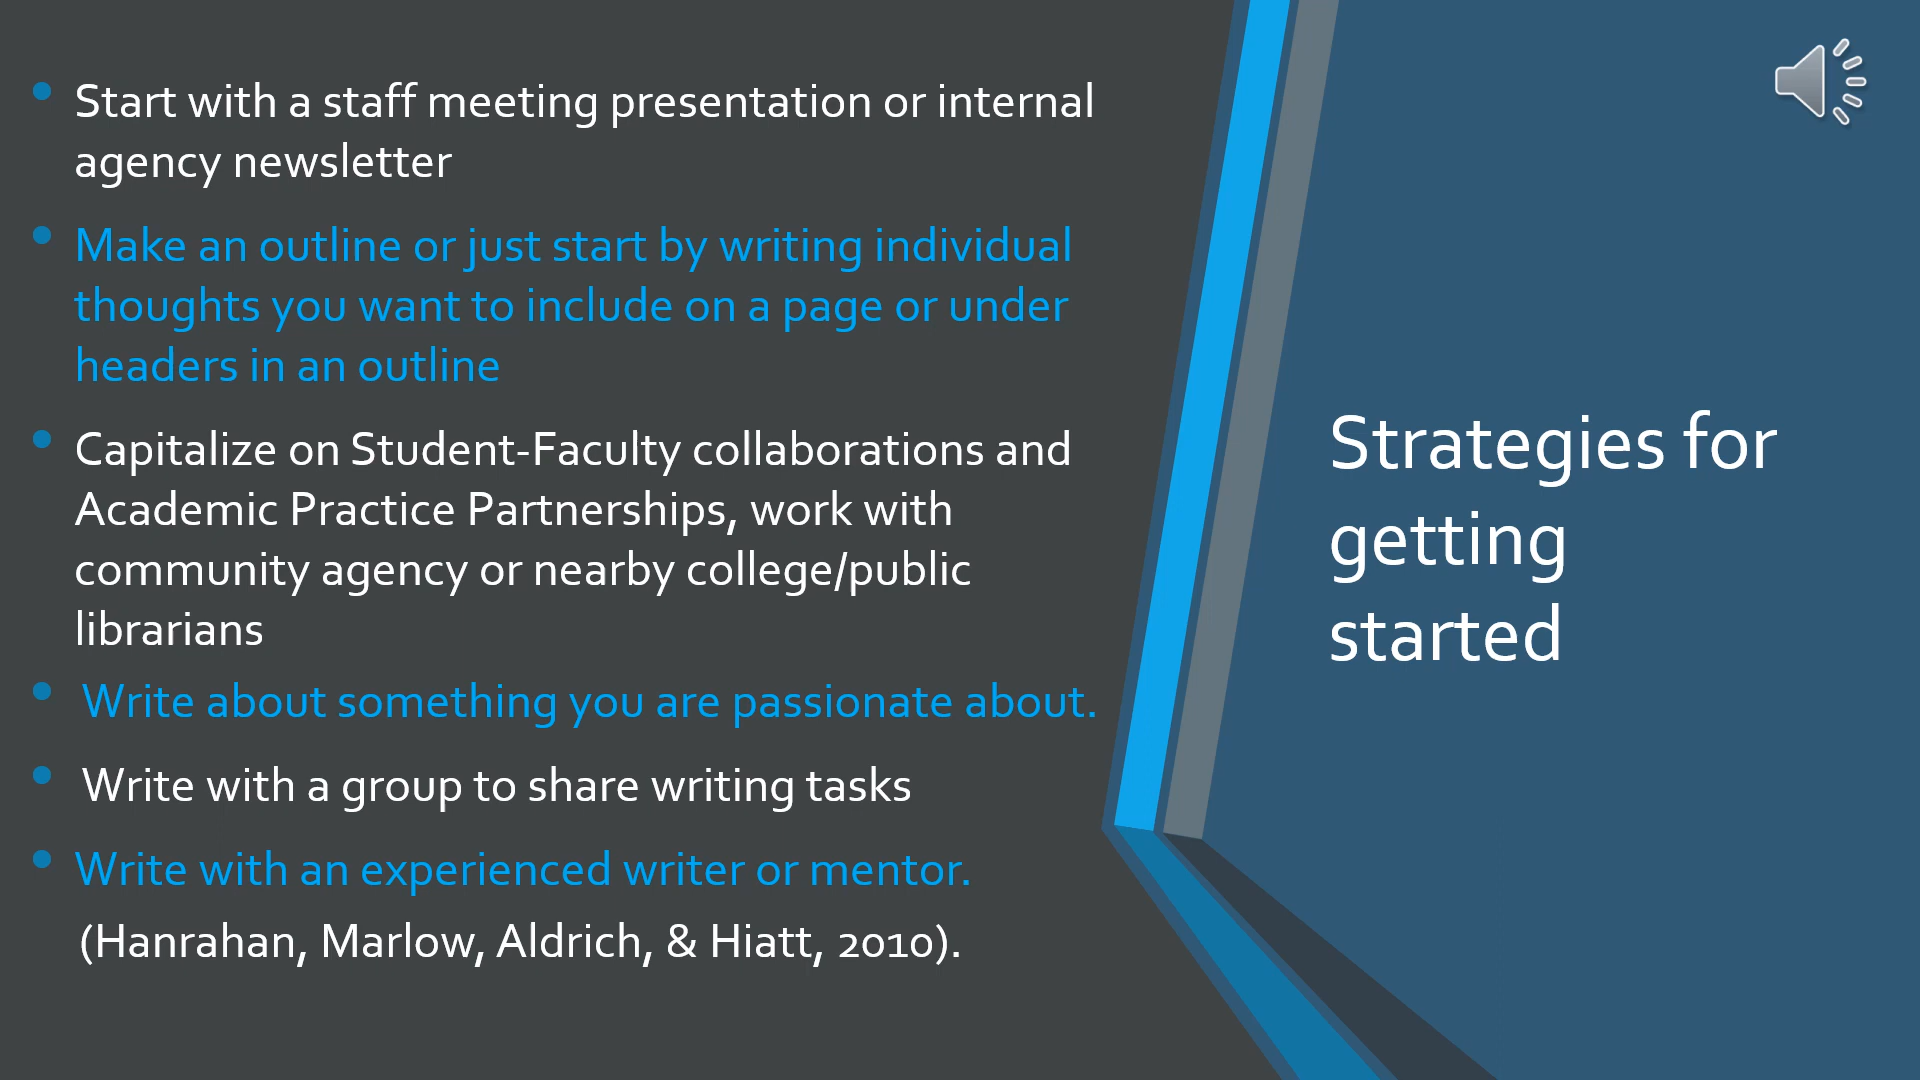 Start with a staff meeting presentation or internal
agency newsletter
Make an outline or just start by writing individual
thoughts you want to include on a page or under
headers in an outline
Capitalize on Student-Faculty collaborations and
Academic Practice Partnerships, work with
community agency or nearby college/public
librarians
Write about something you are passionate about.
Write with a group to share writing tasks
Write with an experienced writer or mentor.
(Hanrahan, Marlow, Aldrich, & Hiatt, 2010).
Strategies for
getting
started